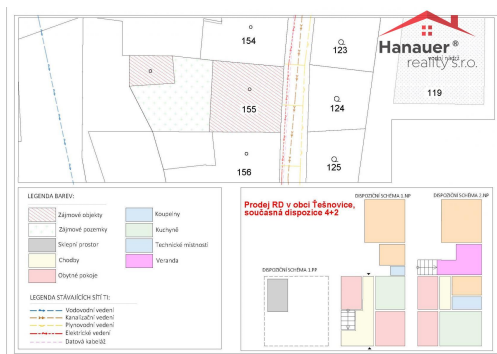 154
123
Hanauer ®
reality s.r.o.
119
155
124
156
125
LEGENDA BAREV:
Zájmové objekty
Zájmové pozemky
Sklepní prostor
Chodby
Obytné pokoje
Koupelny
Kuchyně
Technické místnosti
Veranda
LEGENDA STÁVAJÍCÍCH SÍTÍ TI:
Vodovodní vedení
Kanalizační vedení
Plynovodní vedení
Elektrické vedení
Datová kabeláž
Prodej RD v obci Těšnovice,
současná dispozice 4+2
DISPOZIČNÍ SCHÉMA 1.NP
DISPOZIČNÍ SCHÉMA 2.NP
DISPOZIČNÍ SCHÉMA 1.PP